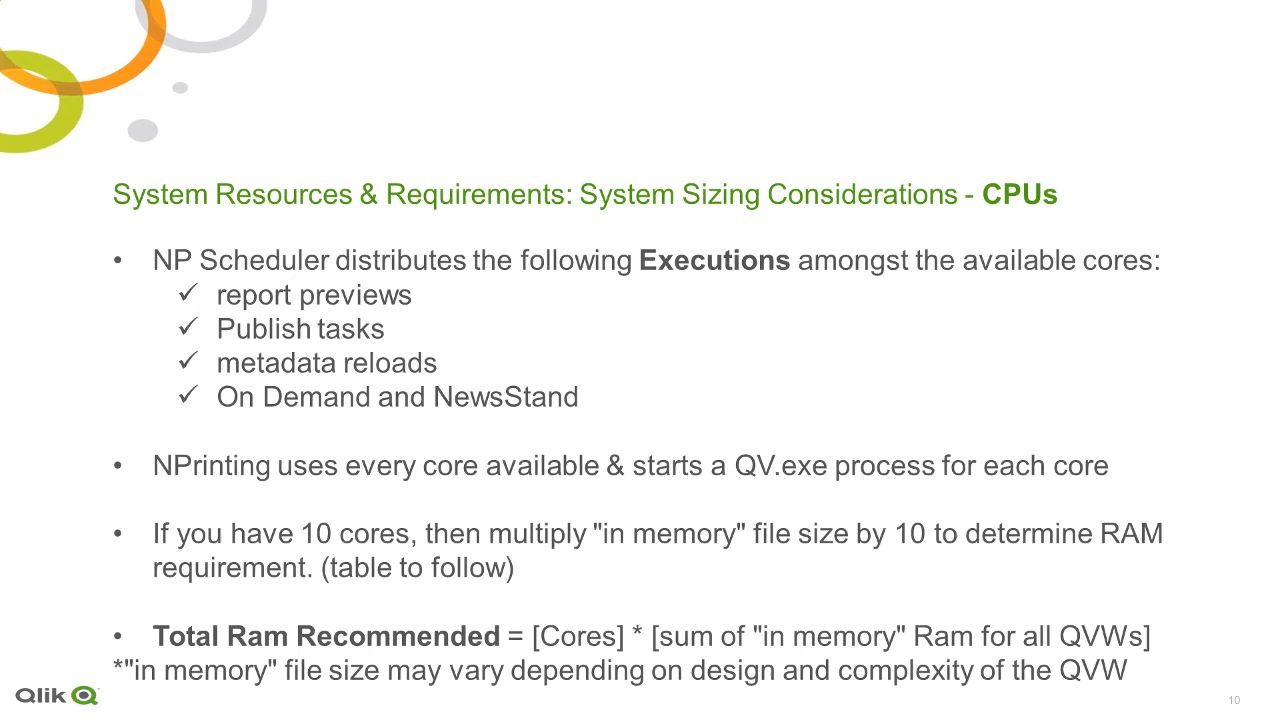 System Resources & Requirements: System Sizing Considerations - CPUs
• NP Scheduler distributes the following Executions amongst the available cores:
✓ report previews
✓ Publish tasks
✓ metadata reloads
✓ On Demand and NewsStand
• NPrinting uses every core available & starts a QV.exe process for each core
• If you have 10 cores, then multiply "in memory" file size by 10 to determine RAM
requirement. (table to follow)
• Total Ram Recommended = [Cores] * [sum of "in memory" Ram for all QVWs]
*"in memory" file size may vary depending on design and complexity of the QVW
Qlik
10